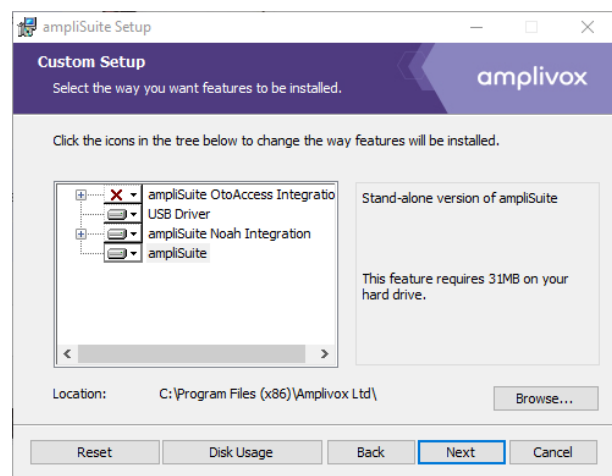 ampliSuite Setup
Custom Setup
Select the way you want features to be installed.
amplivox
Click the icons in the tree below to change the way features will be installed.
ampliSuite OtoAccess Integratio
USB Driver
ampliSuite Noah Integration
ampliSuite
Stand-alone version of ampliSuite
This feature requires 31MB on your
hard drive.
Location: C:\Program Files (x86)\Amplivox Ltd\
Browse...
Reset Disk Usage Back Next Cancel